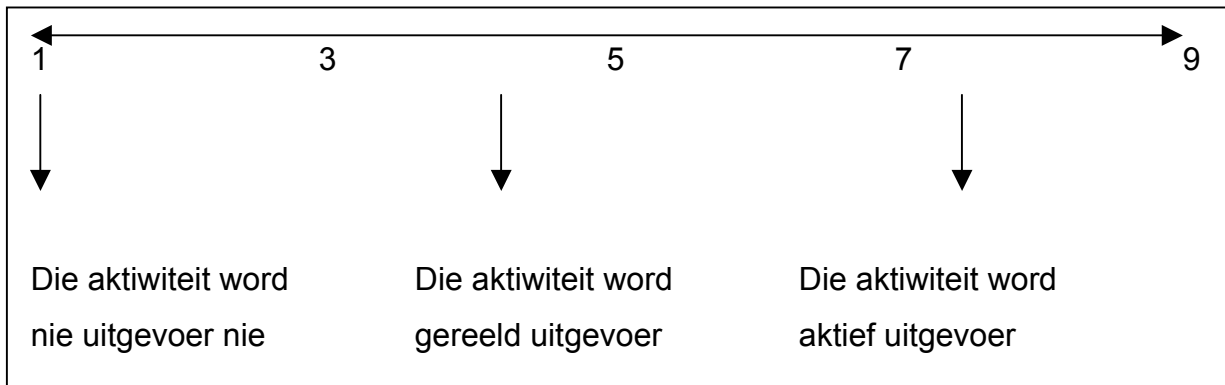 1 3 5 7 9
Die aktiwiteit word Die aktiwiteit word Die aktiwiteit word
nie uitgevoer nie gereeld uitgevoer aktief uitgevoer